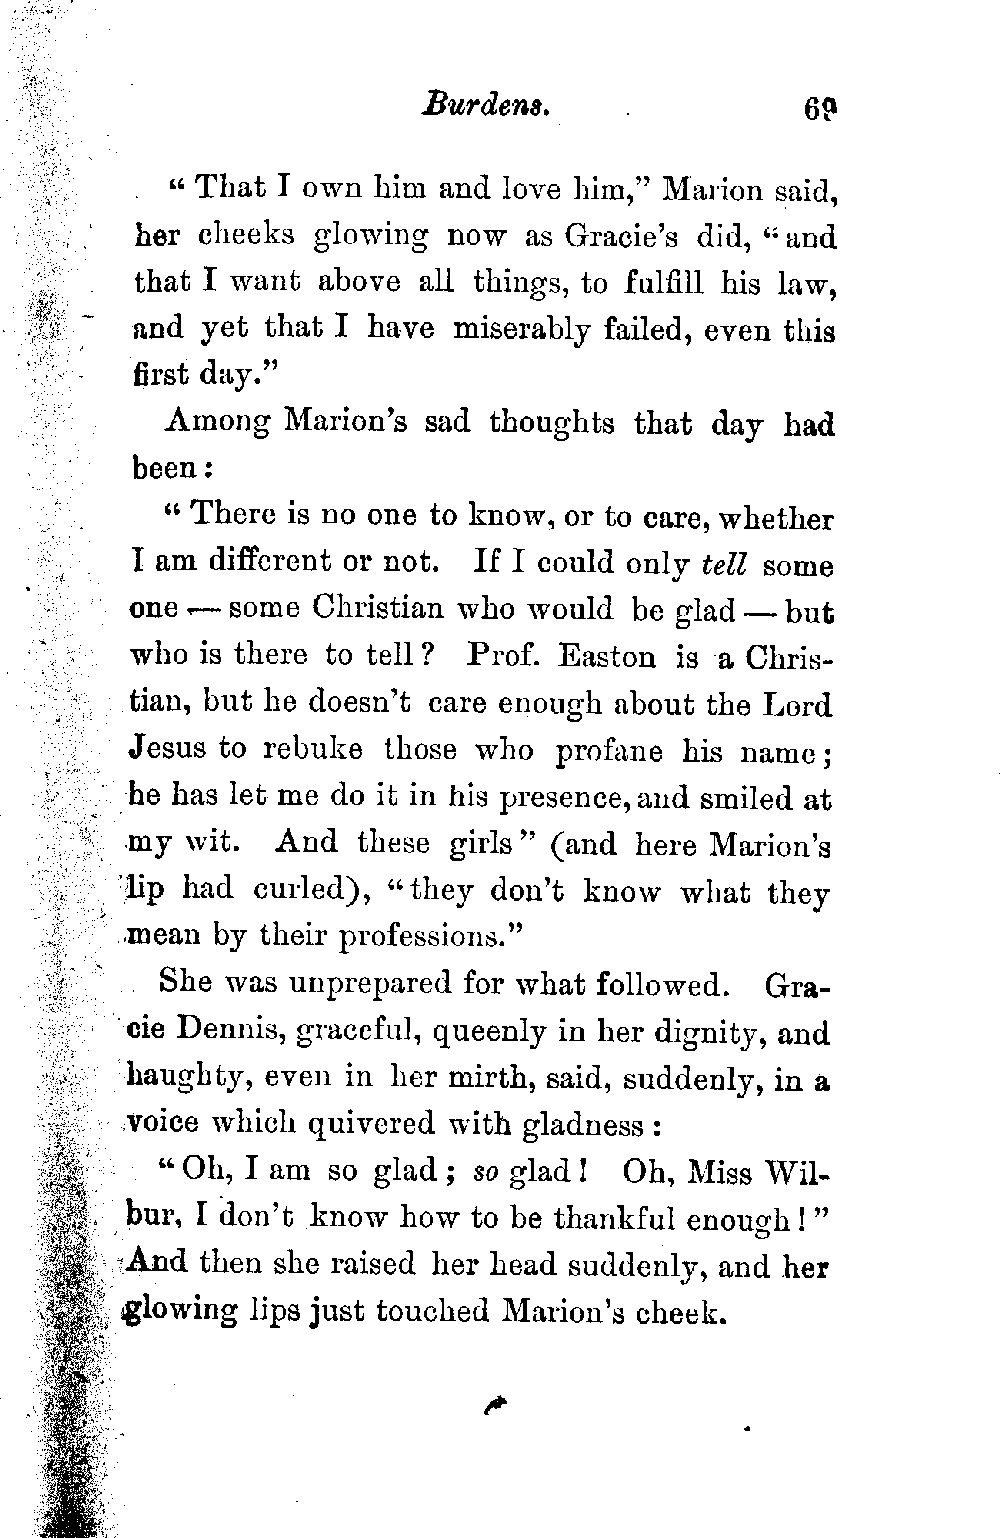 Burdens. 69
“ That I own him and love him,” Marion said,
her cheeks glowing now as Gracie’s did, “ and
that I want above all things, to fulfill his law,
and yet that I have miserably failed, even this
first day.”
Among Marion’s sad thoughts that day had
been :
“ There is no one to know, or to care, whether
I am different or not. If I could only tell some
one — some Christian who would be glad — but
who is there to tell ? Prof. Easton is a Chris-
tian, but he doesn’t care enough about the Lord
Jesus to rebuke those who profane his name ;
he has let me do it in his presence, and smiled at
my wit. And these girls ” (and here Marion’s
lip had curled), “ they don’t know what they
mean by their professions.”
She was unprepared for what followed. Gra-
cie Dennis, graceful, queenly in her dignity, and
haughty, even in her mirth, said, suddenly, in a
voice which quivered with gladness :
“ Oh, I am so glad ; so glad ! Oh, Miss Wil-
bur, I don’t know how to be thankful enough ! ”
And then she raised her head suddenly, and her
glowing lips just touched Marion’s cheek.